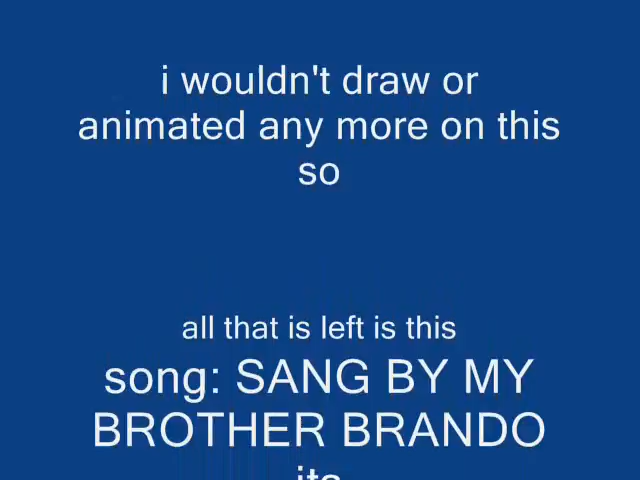 i wouldn't draw or
animated any more on this
so
all that is left is this
song: SANG BY MY
BROTHER BRANDO
its